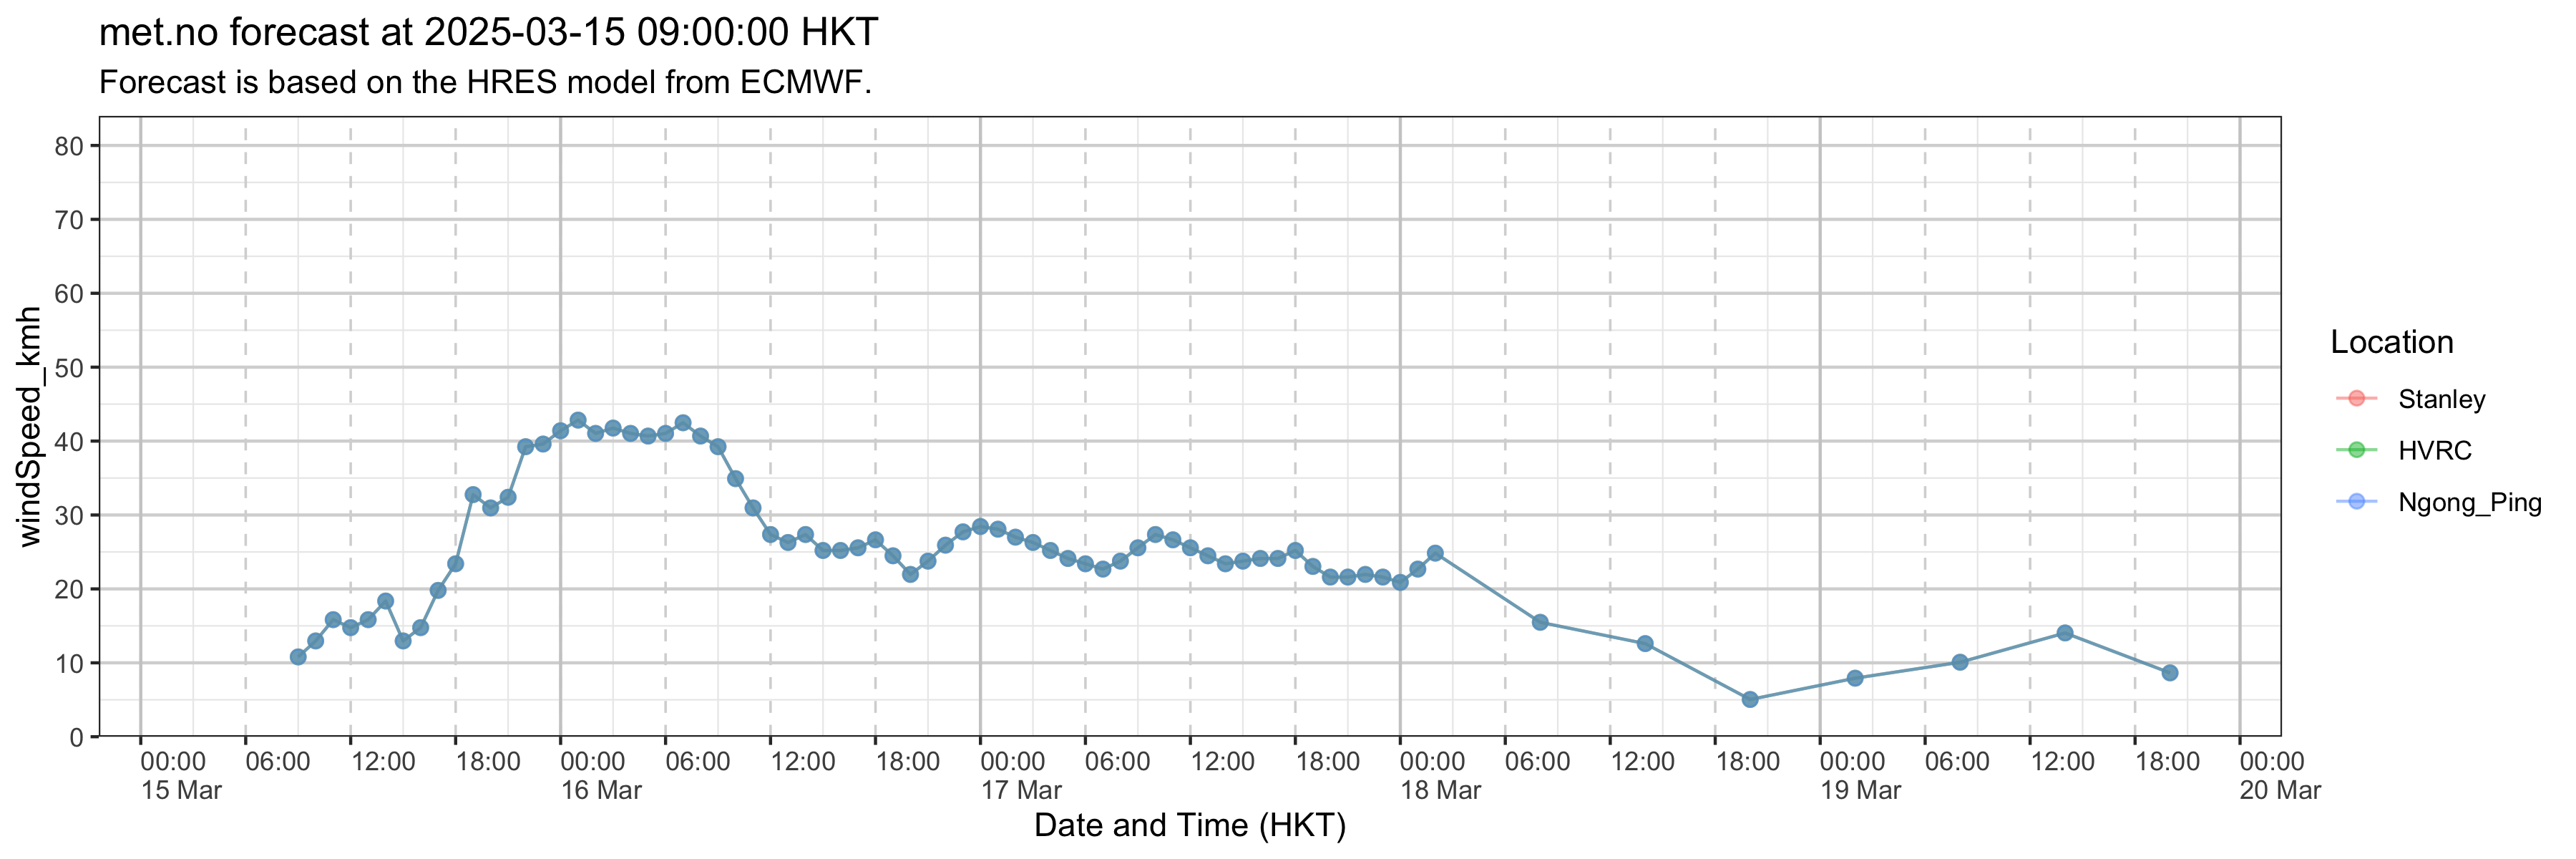 met.no forecast at 2025-03-15 09:00:00 HKT
Forecast is based on the HRES model from ECMWF.
windSpeed_kmh
80
70
60
50
40
30
20
10
0
00:00 06:00 12:00 18:00 00:00 06:00 12:00 18:00 00:00 06:00 12:00 18:00 00:00 06:00 12:00 18:00 00:00 06:00 12:00 18:00 00:00
15 Mar 16 Mar 17 Mar 18 Mar 19 Mar 20 Mar
Date and Time (HKT)
Location
Stanley
HVRC
Ngong_Ping